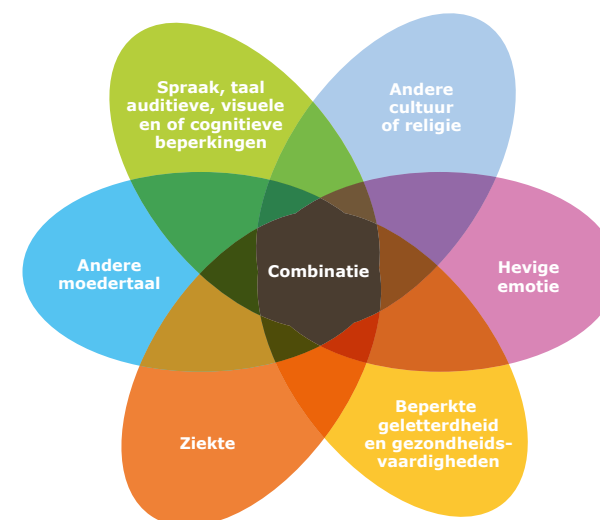 Spraak, taal
auditieve, visuele
en of cognitieve
beperkingen
Andere
cultuur
of religie
Andere
moedertaal
Combinatie
Hevige
emotie
Ziekte
Beperkte
geletterdheid
en gezondheids-
vaardigheden